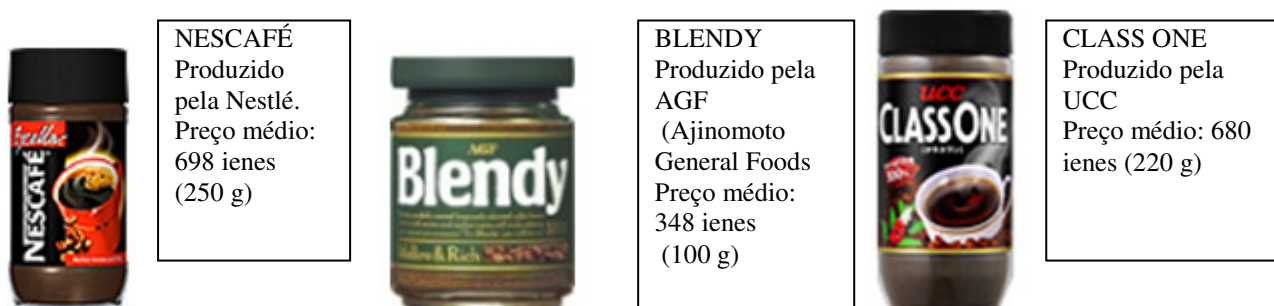 Excella
NESCAFÉ
NESCAFÉ
Produzido
pela Nestlé.
Preço médio:
698 ienes
(250 g)
AGF
Blendy
Mellow & Rich
BLENDY
Produzido pela
AGF
(Ajinomoto
General Foods
Preço médio:
348 ienes
(100 g)
UCC
CLASSONE
CLASS ONE
Produzido pela
UCC
Preço médio: 680
ienes (220 g)